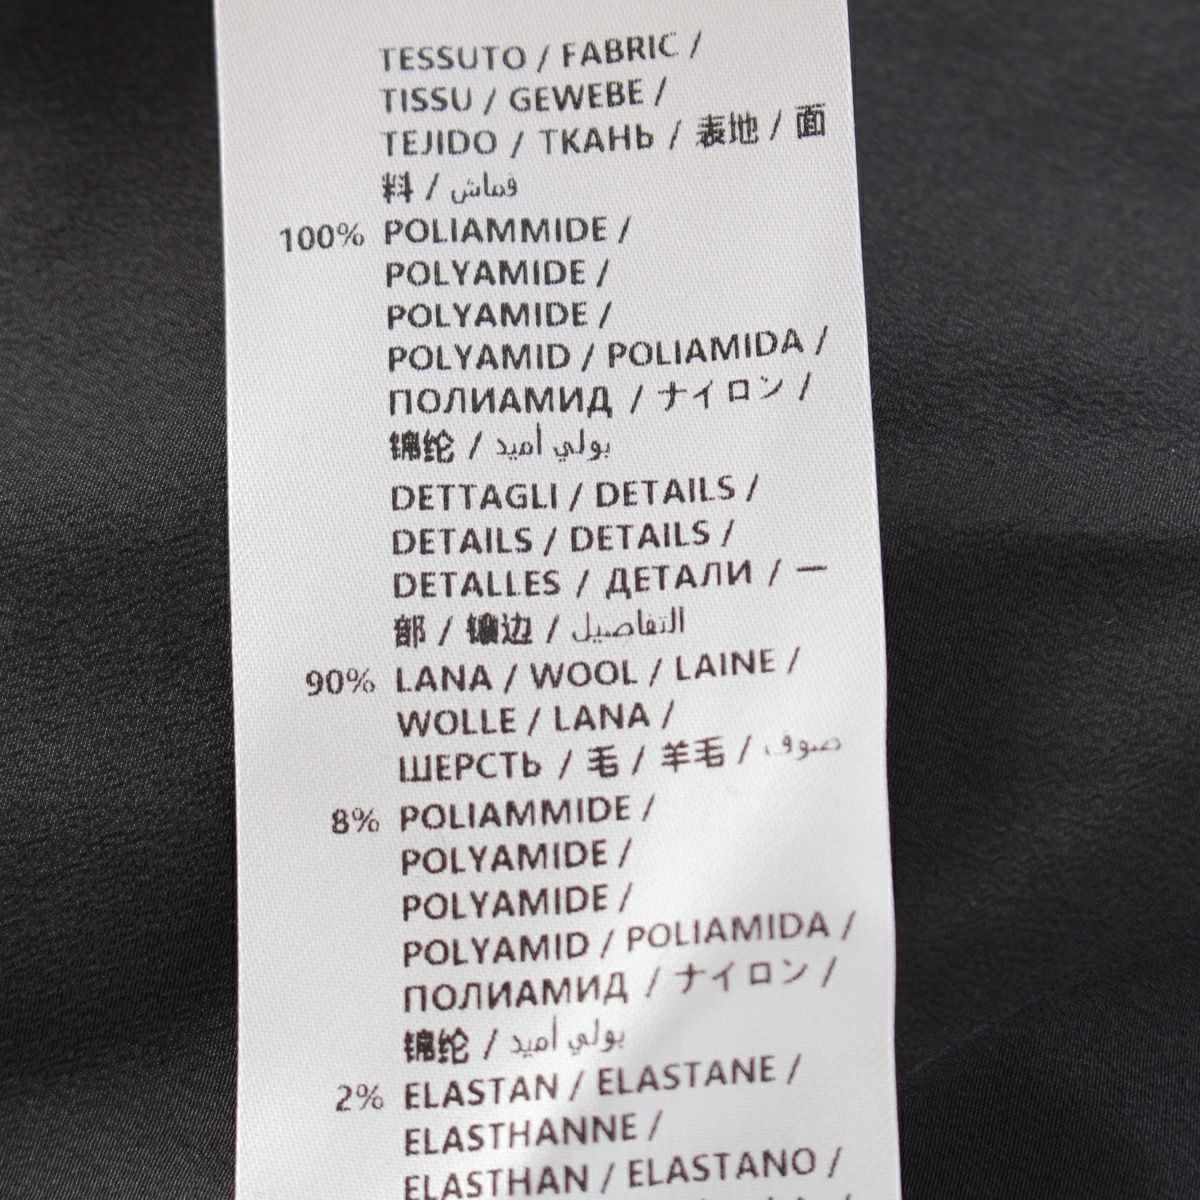 TESSUTO / FABRIC /
TISSU / GEWEBE /
TEJIDO / ТКАНЬ / 表地 / 面
料 / قماش
100% POLIAMMIDE /
POLYAMIDE /
POLYAMIDE /
POLYAMID / POLIAMIDA /
ПОЛИАМИД / ナイロン /
锦纶 / بولي أميد
DETTAGLI / DETAILS /
DETAILS / DETAILS /
DETALLES / ДЕТАЛИ / 一
部 / 镶边 / التفاصيل
90% LANA / WOOL / LAINE /
WOLLE / LANA /
ШЕРСТЬ / 毛 / 羊毛 / صوف
8% POLIAMMIDE /
POLYAMIDE /
POLYAMIDE /
POLYAMID / POLIAMIDA /
ПОЛИАМИД / ナイロン /
锦纶 / بولي أميد
2% ELASTAN / ELASTANE /
ELASTHANNE /
ELASTHAN / ELASTANO /